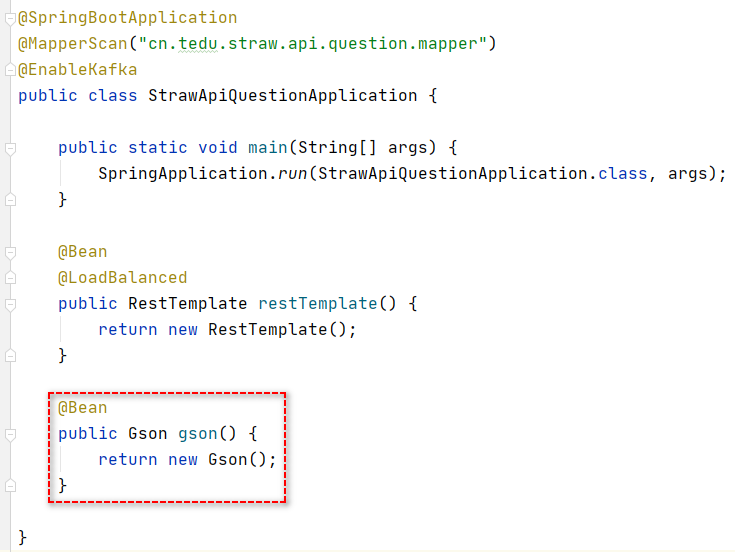 @SpringBootApplication
@MapperScan("cn.tedu.straw.api.question.mapper")
@EnableKafka
public class StrawApiQuestionApplication {
public static void main(String[] args) {
SpringApplication.run(StrawApiQuestionApplication.class, args);
}
@Bean
@LoadBalanced
public RestTemplate restTemplate() {
return new RestTemplate();
}
@Bean
public Gson gson() {
return new Gson();
}
}